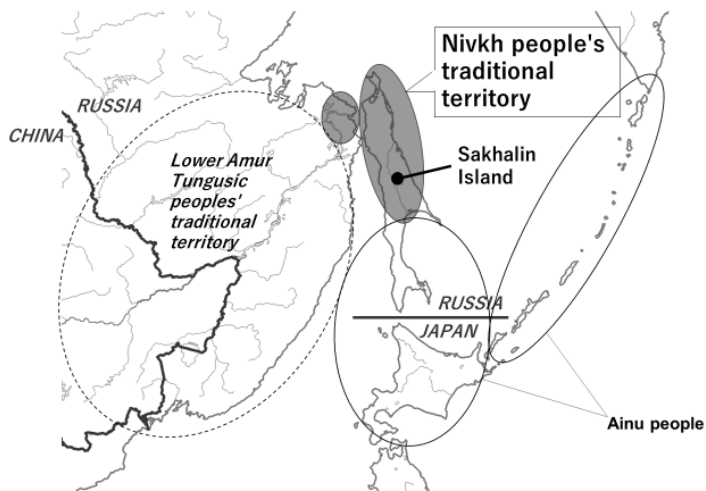 Nivkh people's
traditional
territory
RUSSIA
CHINA
Lower Amur
Tungusic
peoples'
traditional
territory
Sakhalin
Island
RUSSIA
JAPAN
Ainu people